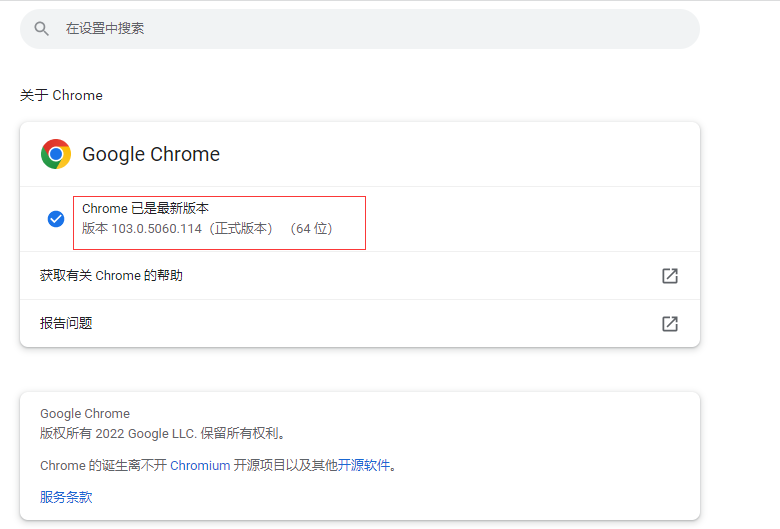 在设置中搜索
关于 Chrome
Google Chrome
Chrome 已是最新版本
版本 103.0.5060.114（正式版本） （64 位）
获取有关 Chrome 的帮助
报告问题
Google Chrome
版权所有 2022 Google LLC. 保留所有权利。
Chrome 的诞生离不开 Chromium 开源项目以及其他开源软件。
服务条款